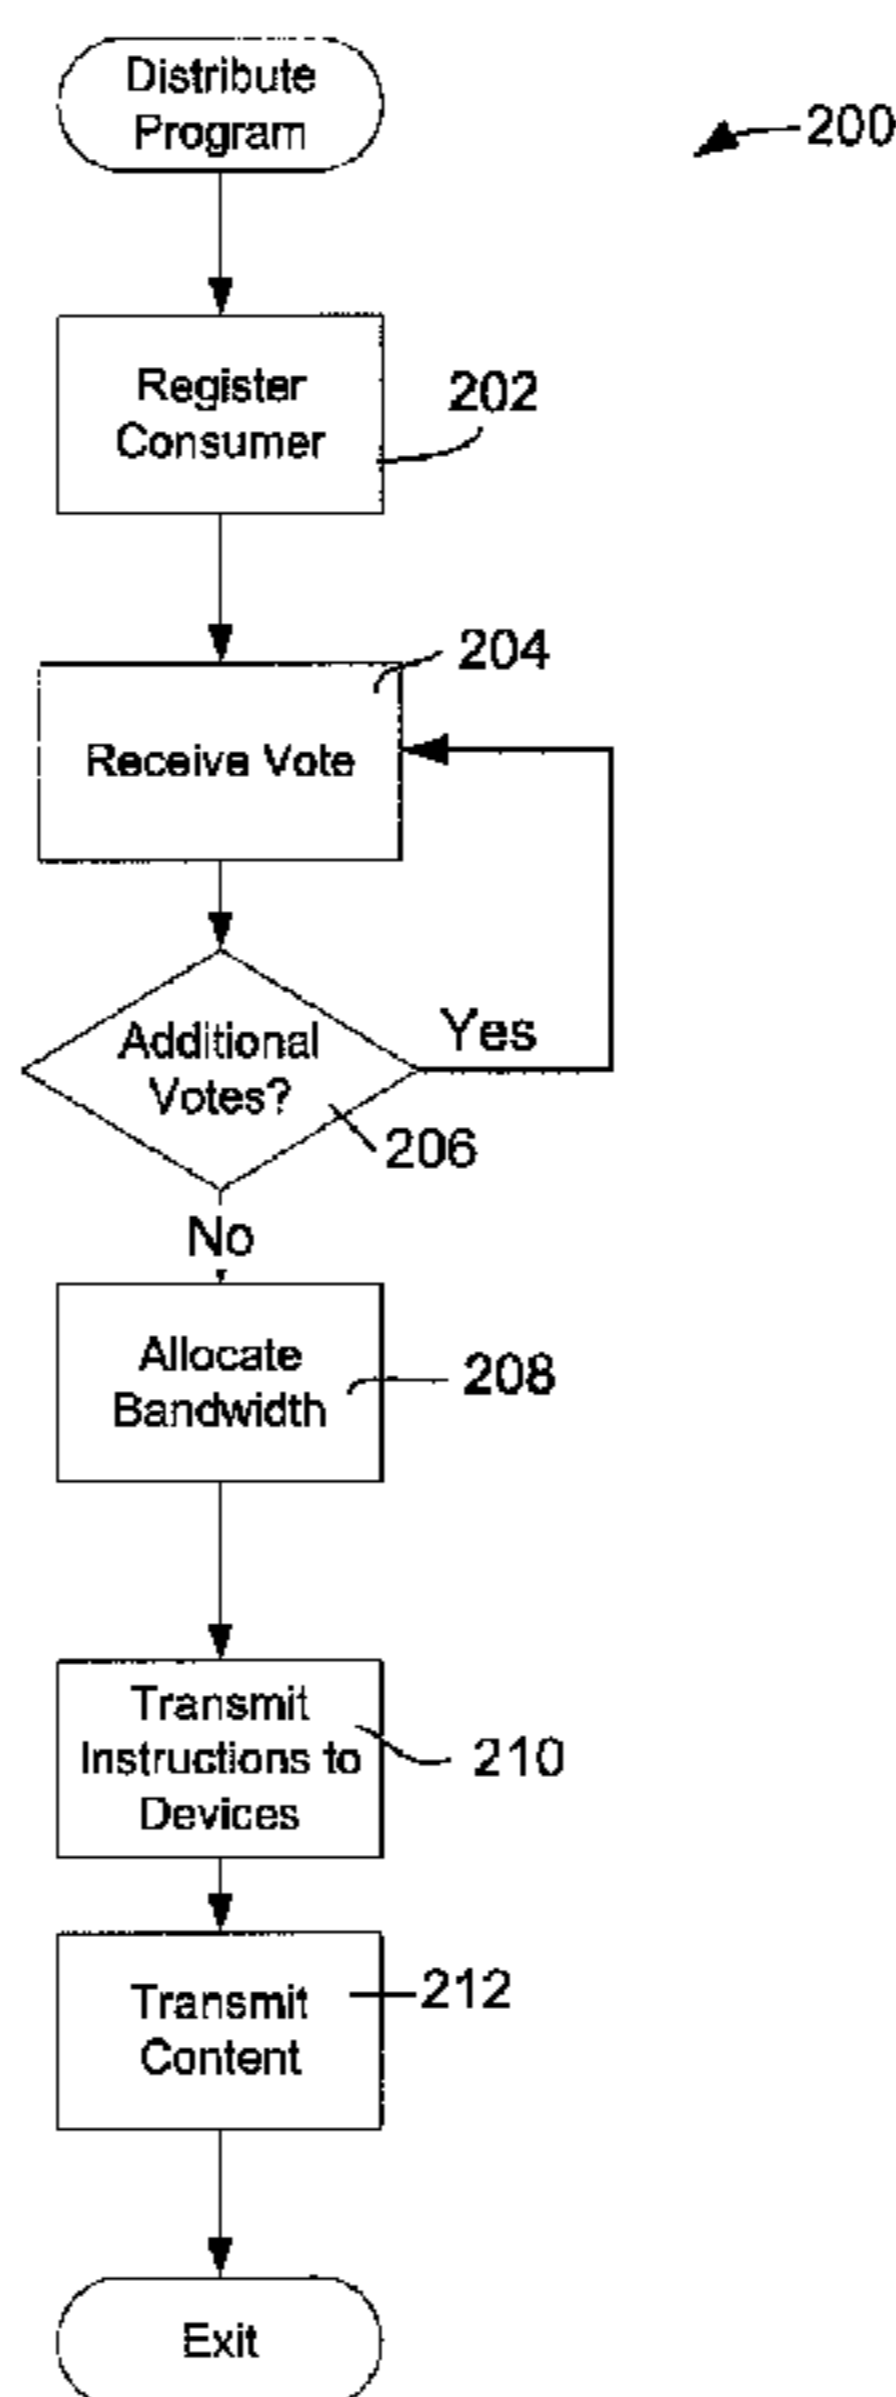 Distribute
Program
200
Register
Consumer
202
204
Receive Vote
Additional
Votes?
Yes
206
No
Allocate
Bandwidth
208
Transmit
Instructions to
Devices
210
Transmit
Content
212
Exit